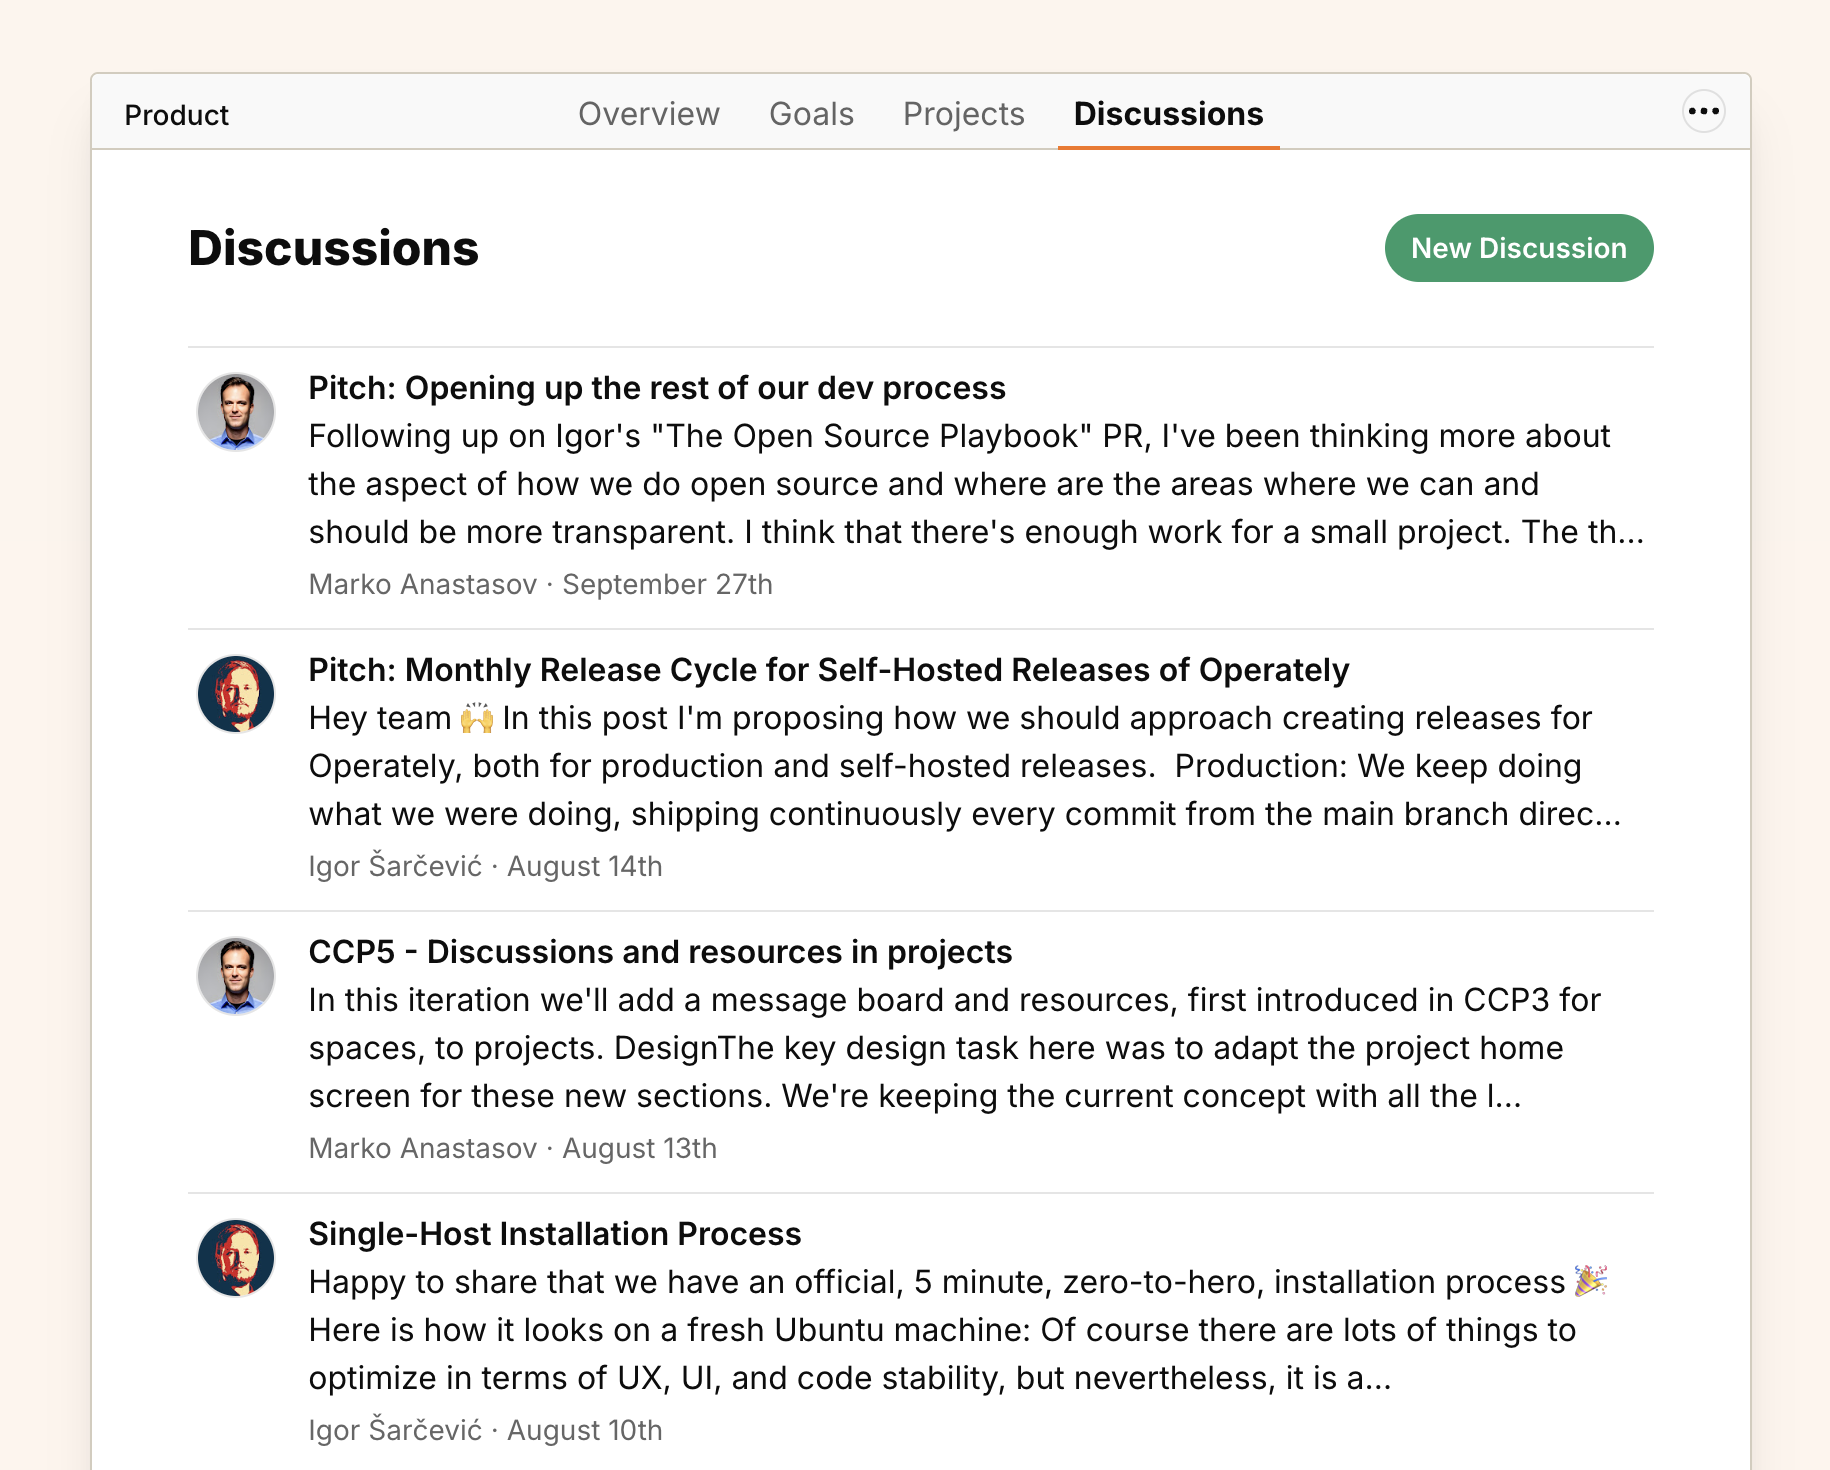 Product
Overview
Goals
Projects
Discussions
Discussions
New Discussion
Pitch: Opening up the rest of our dev process
Following up on Igor's "The Open Source Playbook" PR, I've been thinking more about
the aspect of how we do open source and where are the areas where we can and
should be more transparent. I think that there's enough work for a small project. The th...
Marko Anastasov · September 27th
Pitch: Monthly Release Cycle for Self-Hosted Releases of Operately
Hey team 🙌 In this post I'm proposing how we should approach creating releases for
Operately, both for production and self-hosted releases.  Production: We keep doing
what we were doing, shipping continuously every commit from the main branch direc...
Igor Šarčević · August 14th
CCP5 - Discussions and resources in projects
In this iteration we'll add a message board and resources, first introduced in CCP3 for
spaces, to projects. DesignThe key design task here was to adapt the project home
screen for these new sections. We're keeping the current concept with all the l...
Marko Anastasov · August 13th
Single-Host Installation Process
Happy to share that we have an official, 5 minute, zero-to-hero, installation process 🎉
Here is how it looks on a fresh Ubuntu machine: Of course there are lots of things to
optimize in terms of UX, UI, and code stability, but nevertheless, it is a...
Igor Šarčević · August 10th